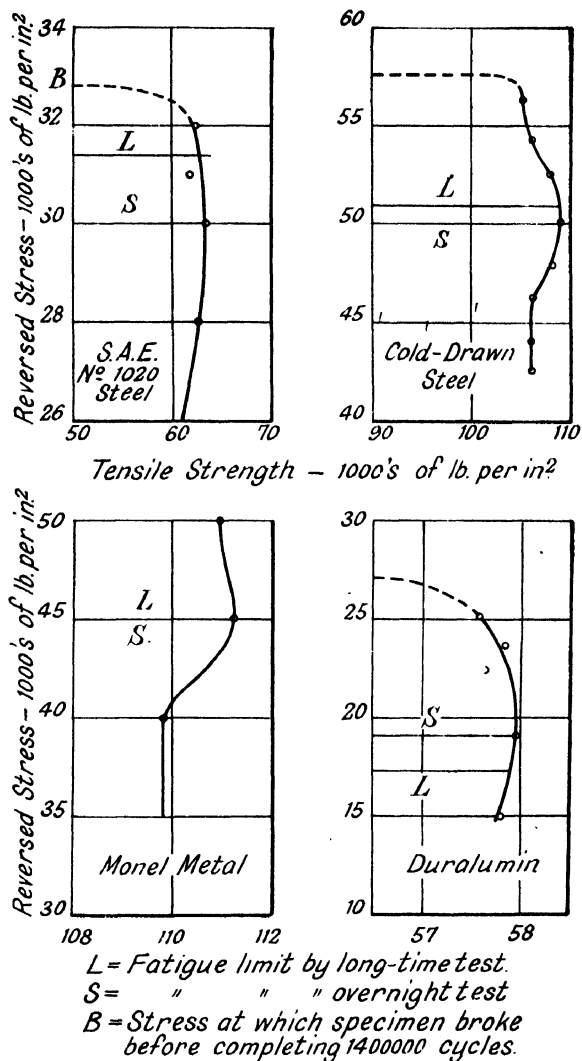 Reversed Stress – 1000's of lb. per in.²
34
B
32
30
28
26
L
S
S.A.E.
Nº 1020
Steel
50
60
70
60
55
50
45
40
L
S
Cold-Drawn
Steel
90
100
110
Tensile Strength – 1000's of lb. per in²
Reversed Stress – 1000's of lb. per in.²
50
45
40
35
30
L
S.
Monel Metal
108
110
112
30
25
20
15
10
S
L
Duralumin
57
58
L = Fatigue limit by long-time test.
S = " " " overnight test
B = Stress at which specimen broke
before completing 1400000 cycles.